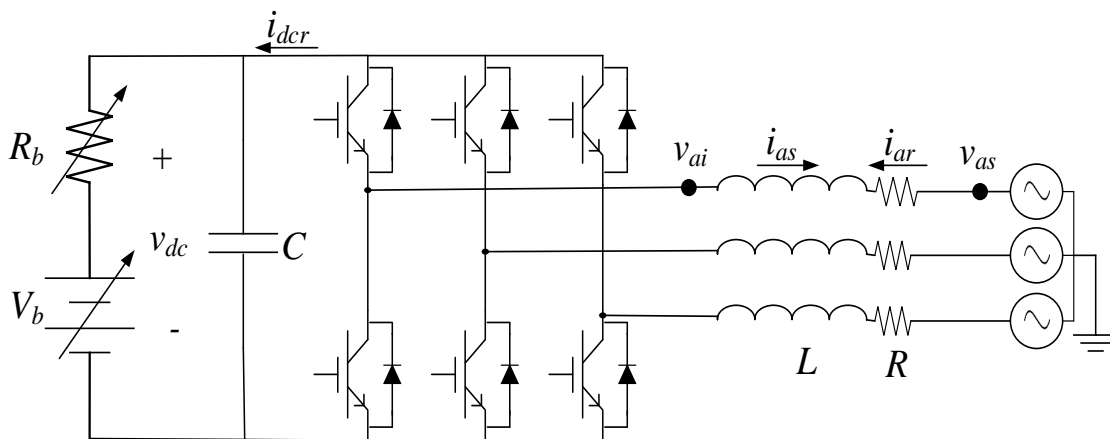 i_dcr
R_b
+
v_dc
C
V_b
-
v_ai
i_as
i_ar
v_as
L
R